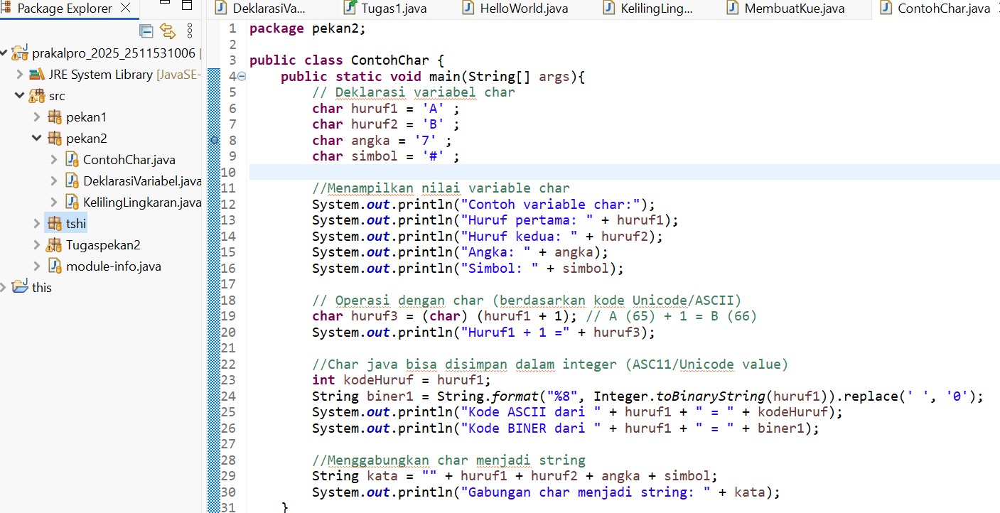 Package Explorer
DeklarasiVa...
Tugas1.java
HelloWorld.java
KelilingLing...
MembuatKue.java
ContohChar.java
prakalpro_2025_2511531006 [
JRE System Library [JavaSE-
src
pekan1
pekan2
ContohChar.java
DeklarasiVariabel.java
KelilingLingkaran.java
tshi
Tugaspekan2
module-info.java
this
1 package pekan2;
2
3 public class ContohChar {
4 public static void main(String[] args){
5 // Deklarasi variabel char
6 char huruf1 = 'A' ;
7 char huruf2 = 'B' ;
8 char angka = '7' ;
9 char simbol = '#' ;
10
11 //Menampilkan nilai variable char
12 System.out.println("Contoh variable char:");
13 System.out.println("Huruf pertama: " + huruf1);
14 System.out.println("Huruf kedua: " + huruf2);
15 System.out.println("Angka: " + angka);
16 System.out.println("Simbol: " + simbol);
17
18 // Operasi dengan char (berdasarkan kode Unicode/ASCII)
19 char huruf3 = (char) (huruf1 + 1); // A (65) + 1 = B (66)
20 System.out.println("Huruf1 + 1 =" + huruf3);
21
22 //Char java bisa disimpan dalam integer (ASC11/Unicode value)
23 int kodeHuruf = huruf1;
24 String biner1 = String.format("%8", Integer.toBinaryString(huruf1)).replace(' ', '0');
25 System.out.println("Kode ASCII dari " + huruf1 + " = " + kodeHuruf);
26 System.out.println("Kode BINER dari " + huruf1 + " = " + biner1);
27
28 //Menggabungkan char menjadi string
29 String kata = "" + huruf1 + huruf2 + angka + simbol;
30 System.out.println("Gabungan char menjadi string: " + kata);
31 }